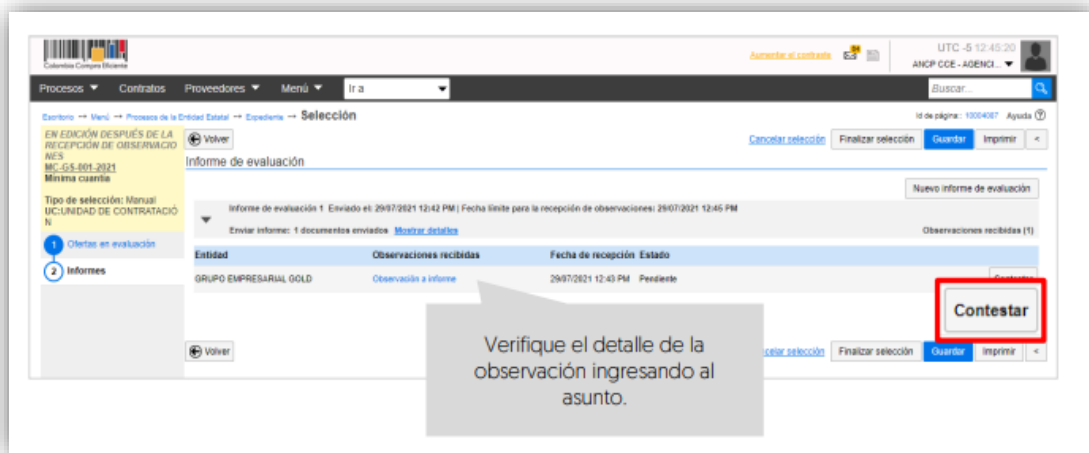 Colombia Compra Eficiente
Aumentar el contraste
UTC -5 12:45:20
ANCP CCE - AGENCI...
Procesos Contratos Proveedores Menú Ir a Buscar...
Escritorio → Menú → Procesos de la Entidad Estatal → Expediente → Selección
Id de página:: 10004087 Ayuda
EN EDICIÓN DESPUÉS DE LA
RECEPCIÓN DE OBSERVACIO
NES
MC-GS-001-2021
Mínima cuantía
Tipo de selección: Manual
UC:UNIDAD DE CONTRATACIÓ
N
1 Ofertas en evaluación
2 Informes
Volver
Cancelar selección Finalizar selección Guardar Imprimir <
Informe de evaluación
Nuevo informe de evaluación
Informe de evaluación 1 Enviado el: 29/07/2021 12:42 PM | Fecha límite para la recepción de observaciones: 29/07/2021 12:45 PM
Enviar informe: 1 documentos enviados Mostrar detalles
Observaciones recibidas (1)
Entidad Observaciones recibidas Fecha de recepción Estado
GRUPO EMPRESARIAL GOLD Observación a informe 29/07/2021 12:43 PM Pendiente
Contestar
Volver
celar selección Finalizar selección Guardar Imprimir <
Verifique el detalle de la
observación ingresando al
asunto.